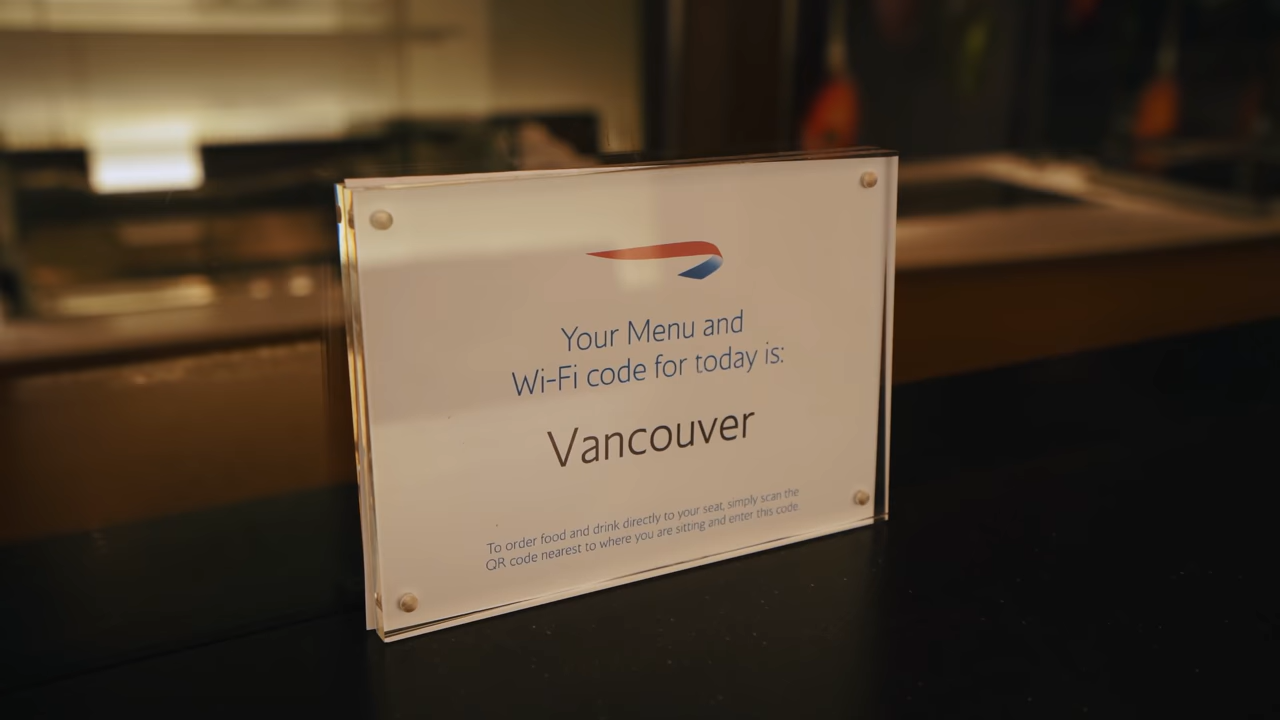 Your Menu and
Wi-Fi code for today is:
Vancouver
To order food and drink directly to your seat, simply scan the
QR code nearest to where you are sitting and enter this code.